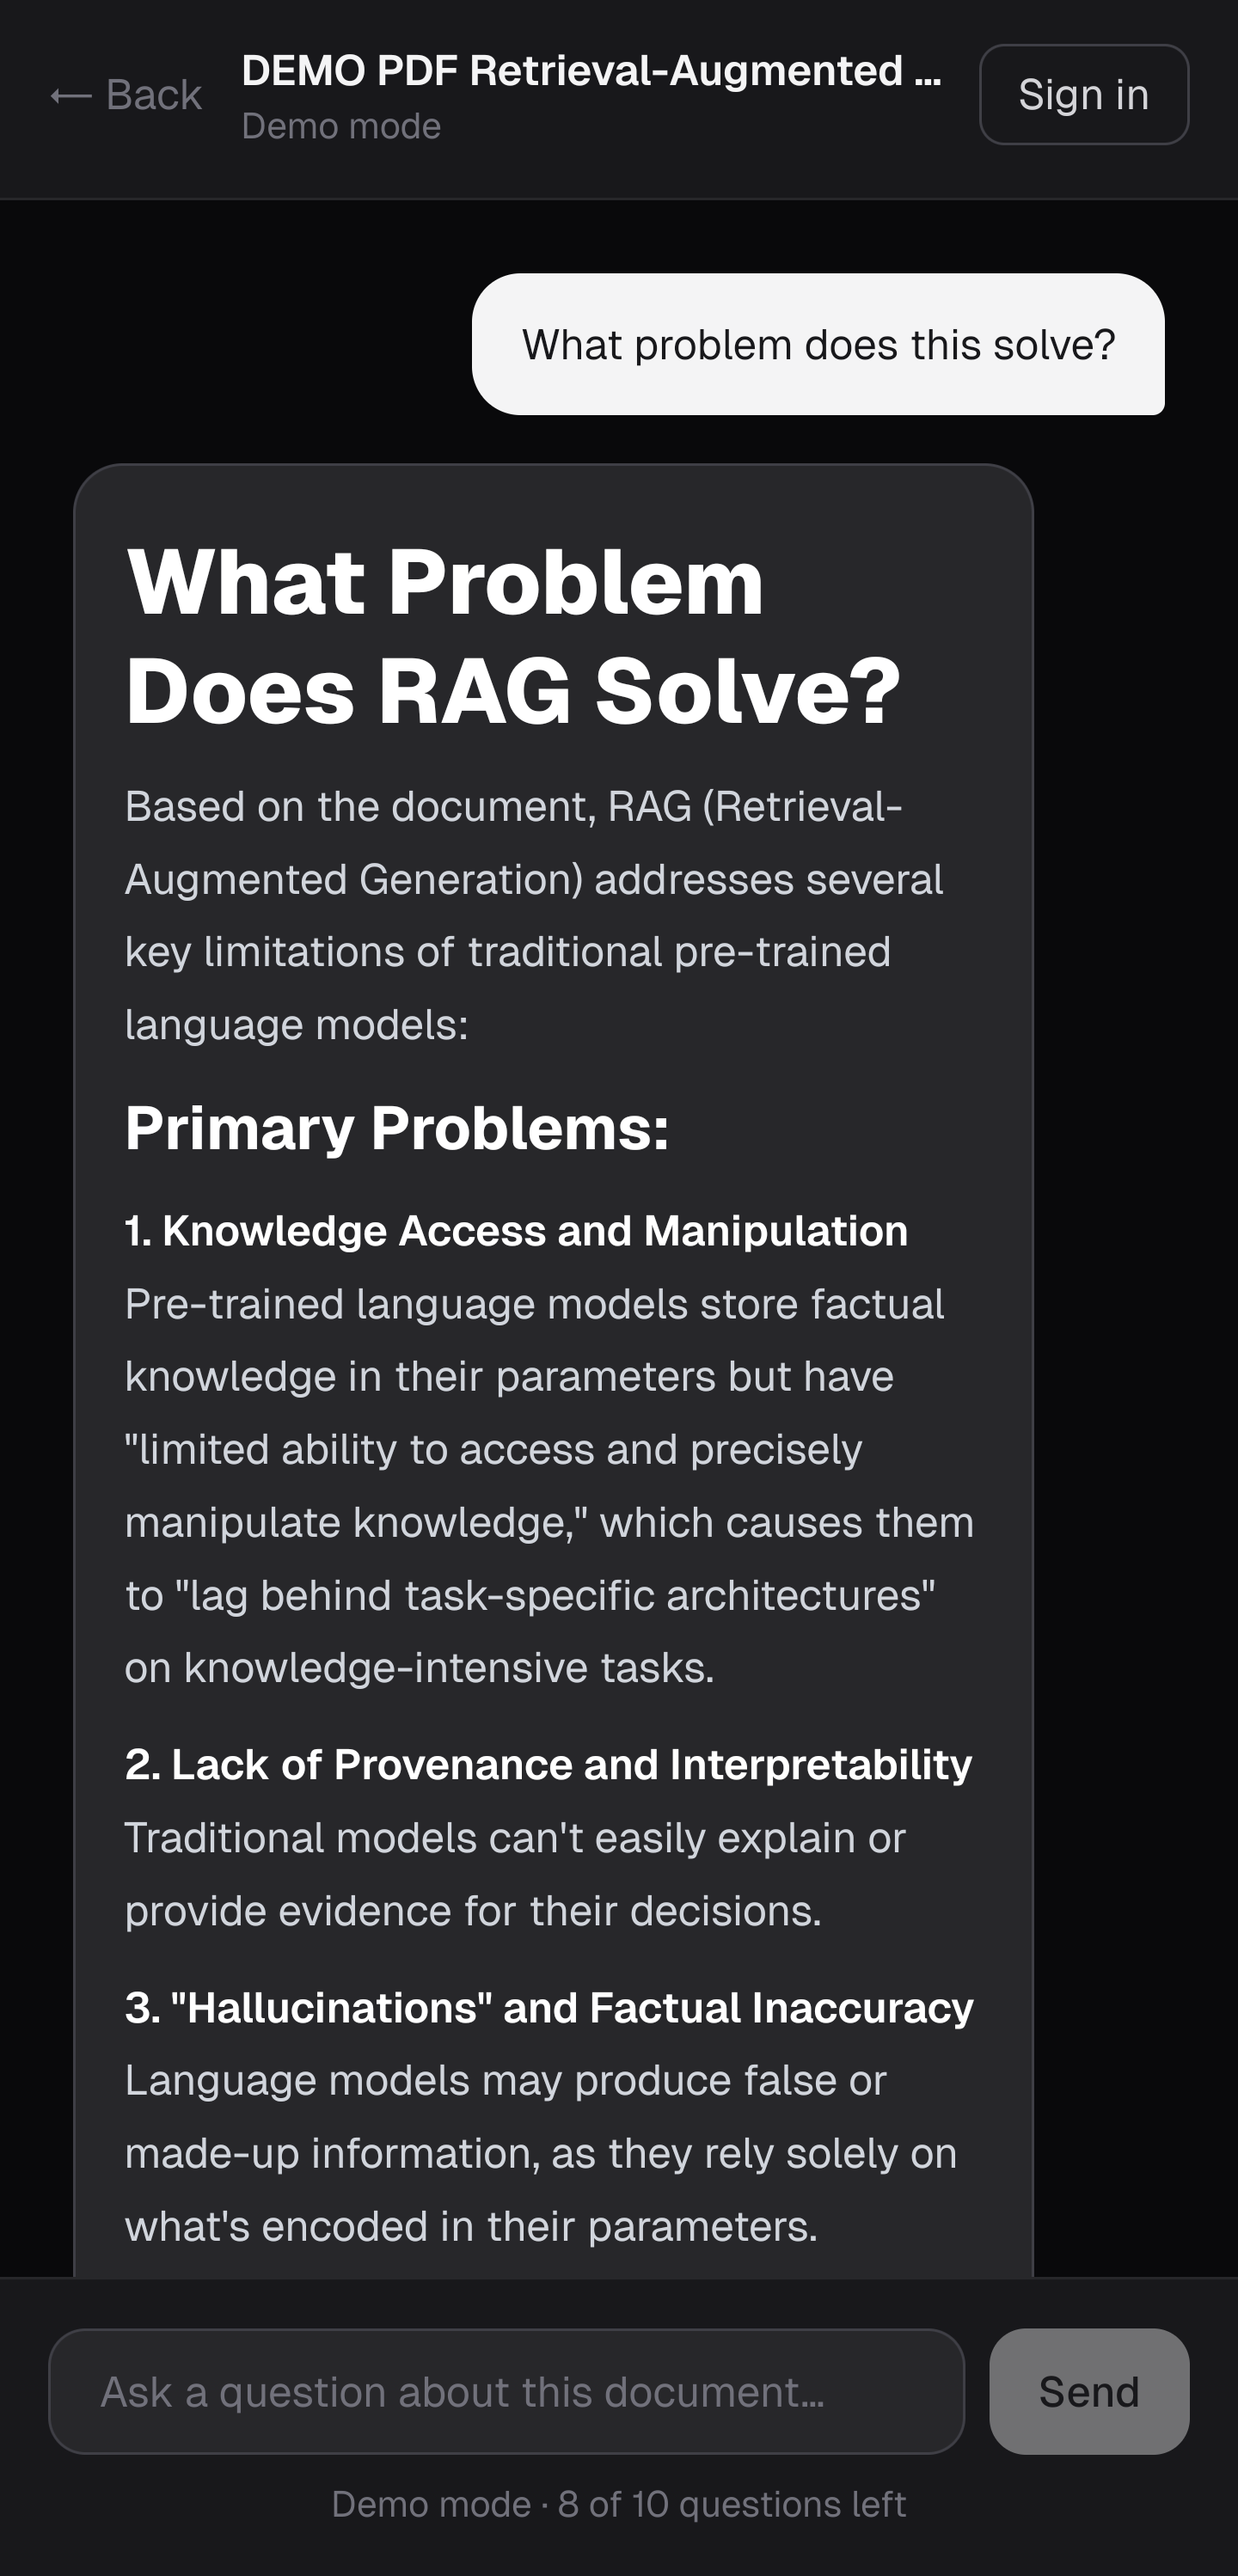 ← Back
DEMO PDF Retrieval-Augmented ...
Demo mode
Sign in
What problem does this solve?
What Problem
Does RAG Solve?
Based on the document, RAG (Retrieval-
Augmented Generation) addresses several
key limitations of traditional pre-trained
language models:
Primary Problems:
1. Knowledge Access and Manipulation
Pre-trained language models store factual
knowledge in their parameters but have
"limited ability to access and precisely
manipulate knowledge," which causes them
to "lag behind task-specific architectures"
on knowledge-intensive tasks.
2. Lack of Provenance and Interpretability
Traditional models can't easily explain or
provide evidence for their decisions.
3. "Hallucinations" and Factual Inaccuracy
Language models may produce false or
made-up information, as they rely solely on
what's encoded in their parameters.
Ask a question about this document...
Send
Demo mode · 8 of 10 questions left